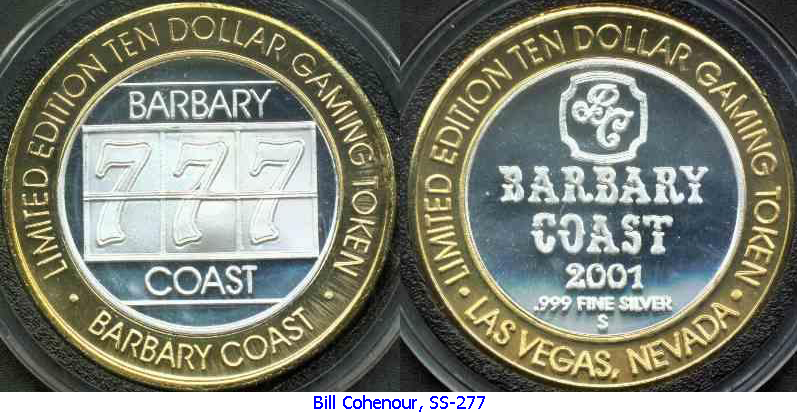 LIMITED EDITION TEN DOLLAR GAMING TOKEN
BARBARY
777
COAST
• BARBARY COAST •
LIMITED EDITION TEN DOLLAR GAMING TOKEN
BC
BARBARY
COAST
2001
.999 FINE SILVER
S
• LAS VEGAS, NEVADA •
Bill Cohenour, SS-277